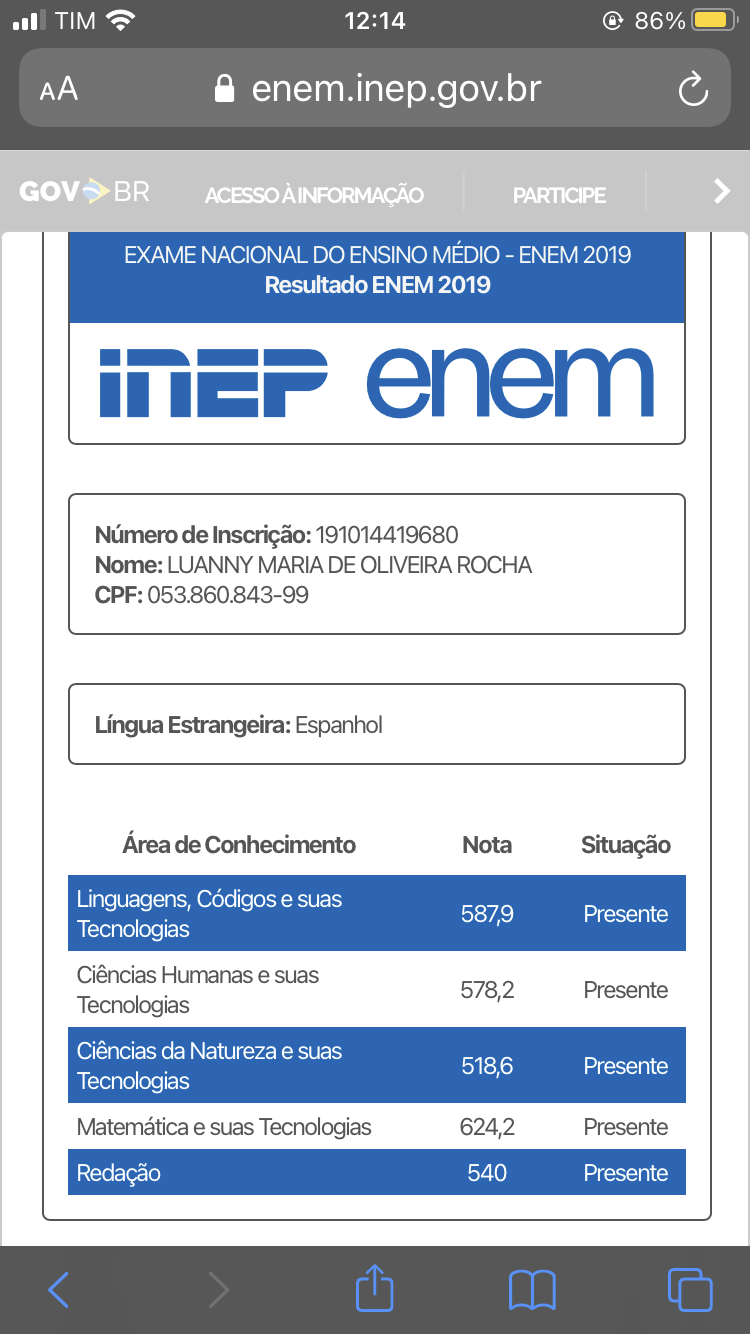 TIM 12:14 86%
AA enem.inep.gov.br
GOV BR ACESSO À INFORMAÇÃO PARTICIPE
EXAME NACIONAL DO ENSINO MÉDIO - ENEM 2019
Resultado ENEM 2019
inep enem
Número de Inscrição: 191014419680
Nome: LUANNY MARIA DE OLIVEIRA ROCHA
CPF: 053.860.843-99
Língua Estrangeira: Espanhol
Área de Conhecimento Nota Situação
Linguagens, Códigos e suas
Tecnologias 587,9 Presente
Ciências Humanas e suas
Tecnologias 578,2 Presente
Ciências da Natureza e suas
Tecnologias 518,6 Presente
Matemática e suas Tecnologias 624,2 Presente
Redação 540 Presente